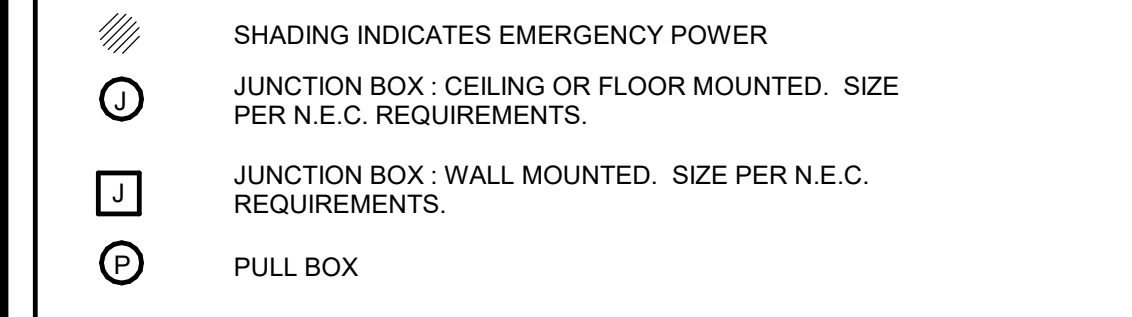 SHADING INDICATES EMERGENCY POWER
J JUNCTION BOX : CEILING OR FLOOR MOUNTED. SIZE
PER N.E.C. REQUIREMENTS.
J JUNCTION BOX : WALL MOUNTED. SIZE PER N.E.C.
REQUIREMENTS.
P PULL BOX